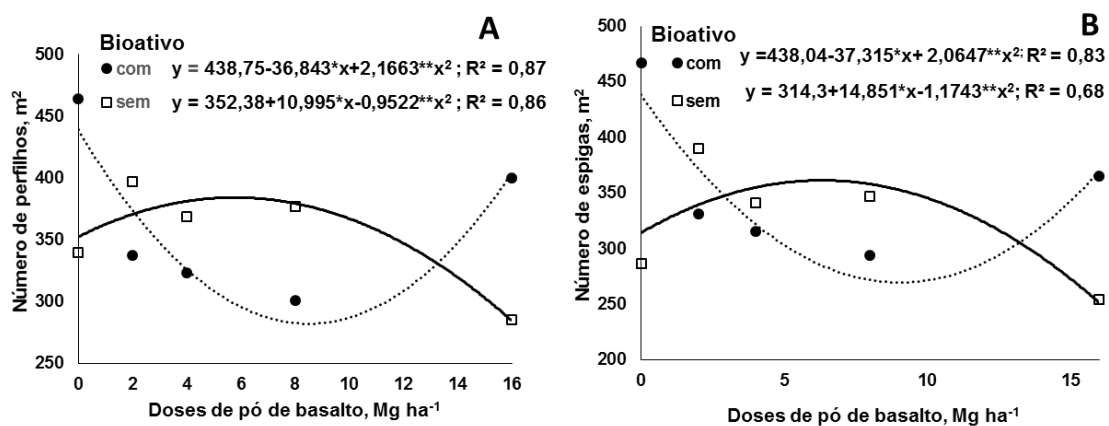 A
Bioativo
com y = 438,75-36,843*x+2,1663**x² ; R² = 0,87
sem y = 352,38+10,995*x-0,9522**x² ; R² = 0,86
Número de perfilhos, m²
500
450
400
350
300
250
0 2 4 6 8 10 12 14 16
Doses de pó de basalto, Mg ha⁻¹
B
Bioativo
com y =438,04-37,315*x+ 2,0647**x²; R² = 0,83
sem y = 314,3+14,851*x-1,1743**x²; R² = 0,68
Número de espigas, m²
500
450
400
350
300
250
200
0 5 10 15
Doses de pó de basalto, Mg ha⁻¹